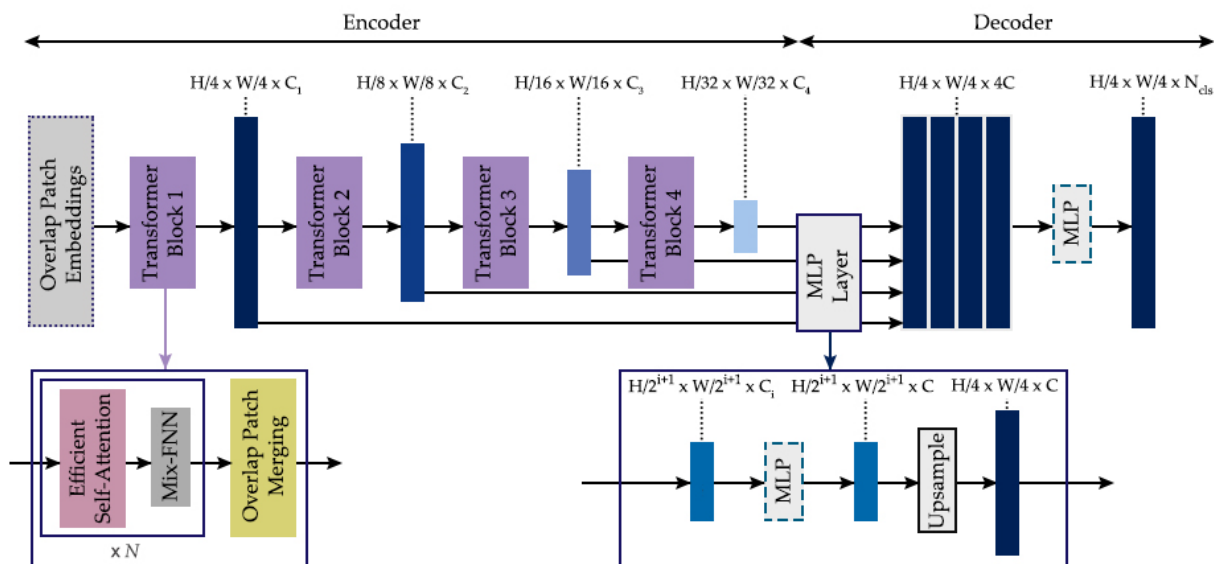 Encoder
Decoder
H/4 x W/4 x C₁
H/8 x W/8 x C₂
H/16 x W/16 x C₃
H/32 x W/32 x C₄
H/4 x W/4 x 4C
H/4 x W/4 x N_cls
Overlap Patch
Embeddings
Transformer
Block 1
Transformer
Block 2
Transformer
Block 3
Transformer
Block 4
MLP
Layer
MLP
Efficient
Self-Attention
Mix-FNN
Overlap Patch
Merging
x N
H/2ⁱ⁺¹ x W/2ⁱ⁺¹ x Cᵢ
H/2ⁱ⁺¹ x W/2ⁱ⁺¹ x C
H/4 x W/4 x C
MLP
Upsample